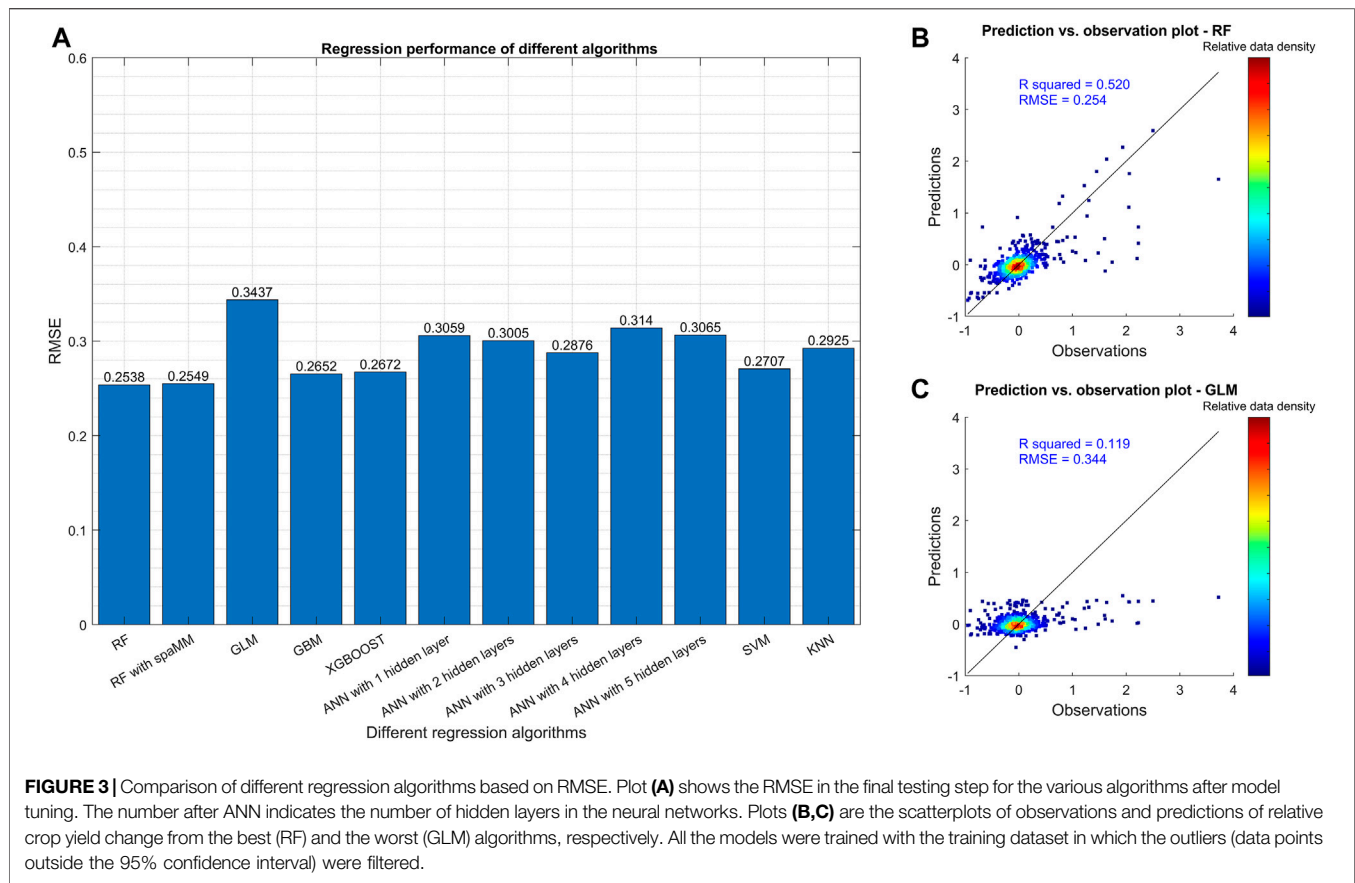 A
Regression performance of different algorithms
0.6
0.5
0.4
0.3
0.2
0.1
0
RMSE
0.2538
0.2549
0.3437
0.2652
0.2672
0.3059
0.3005
0.2876
0.314
0.3065
0.2707
0.2925
RF
RF with spaMM
GLM
GBM
XGBOOST
ANN with 1 hidden layer
ANN with 2 hidden layers
ANN with 3 hidden layers
ANN with 4 hidden layers
ANN with 5 hidden layers
SVM
KNN
Different regression algorithms
B
Prediction vs. observation plot - RF
Relative data density
R squared = 0.520
RMSE = 0.254
4
3
2
1
0
-1
Predictions
-1 0 1 2 3 4
Observations
C
Prediction vs. observation plot - GLM
Relative data density
R squared = 0.119
RMSE = 0.344
4
3
2
1
0
-1
Predictions
-1 0 1 2 3 4
Observations
FIGURE 3 | Comparison of different regression algorithms based on RMSE. Plot (A) shows the RMSE in the final testing step for the various algorithms after model
tuning. The number after ANN indicates the number of hidden layers in the neural networks. Plots (B,C) are the scatterplots of observations and predictions of relative
crop yield change from the best (RF) and the worst (GLM) algorithms, respectively. All the models were trained with the training dataset in which the outliers (data points
outside the 95% confidence interval) were filtered.